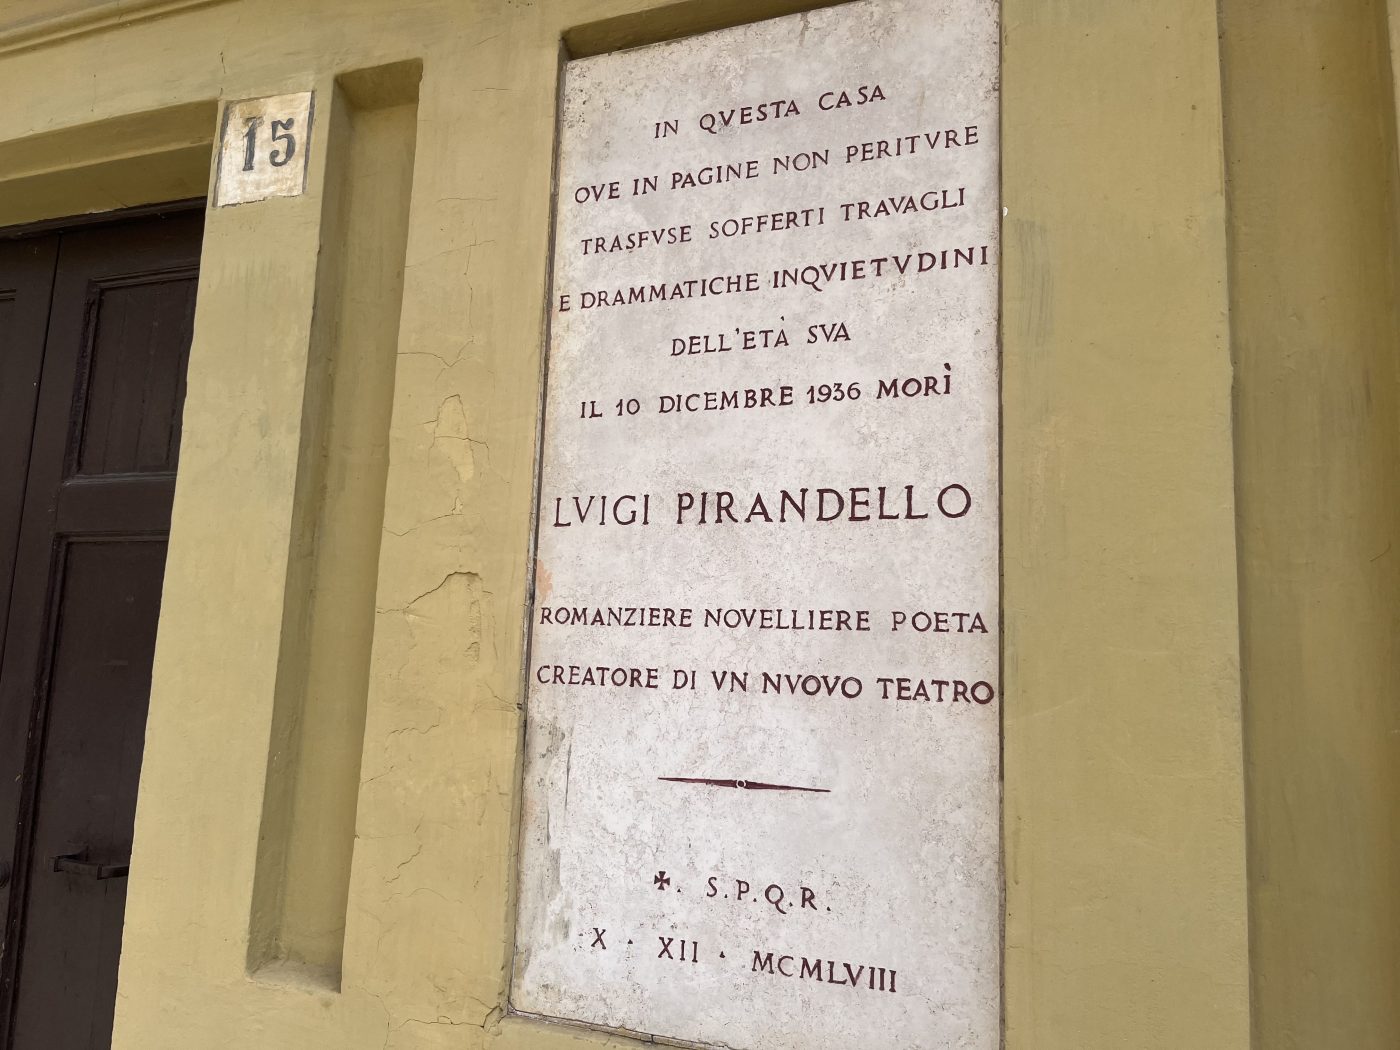 15
IN QVESTA CASA
OVE IN PAGINE NON PERITVRE
TRASFVSE SOFFERTI TRAVAGLI
E DRAMMATICHE INQVIETVDINI
DELL'ETÀ SVA
IL 10 DICEMBRE 1936 MORÌ
LVIGI PIRANDELLO
ROMANZIERE NOVELLIERE POETA
CREATORE DI VN NVOVO TEATRO
✠. S.P.Q.R.
X · XII · MCMLVIII